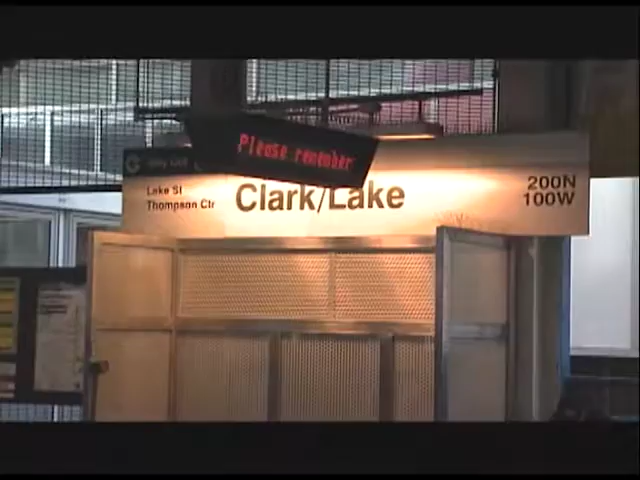 Please remember
Lake St
Thompson Ctr
Clark/Lake
200N
100W